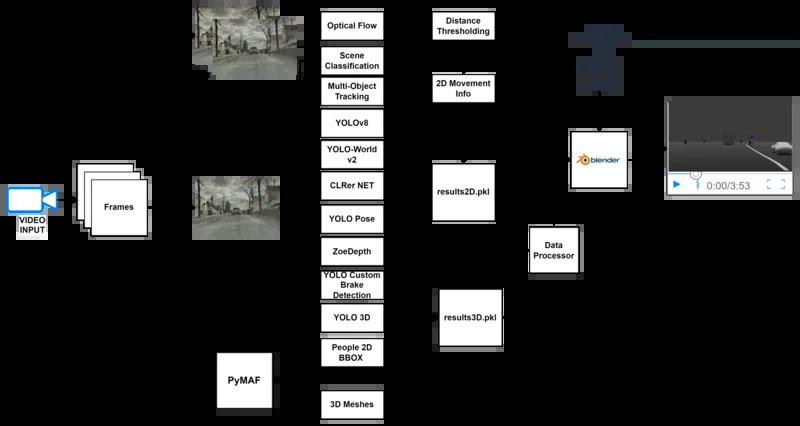 VIDEO
INPUT
Frames
PyMAF
Optical Flow
Scene
Classification
Multi-Object
Tracking
YOLOv8
YOLO-World
v2
CLRer NET
YOLO Pose
ZoeDepth
YOLO Custom
Brake
Detection
YOLO 3D
People 2D
BBOX
3D Meshes
Distance
Thresholding
2D Movement
Info
results2D.pkl
results3D.pkl
Data
Processor
blender
0:00/3:53